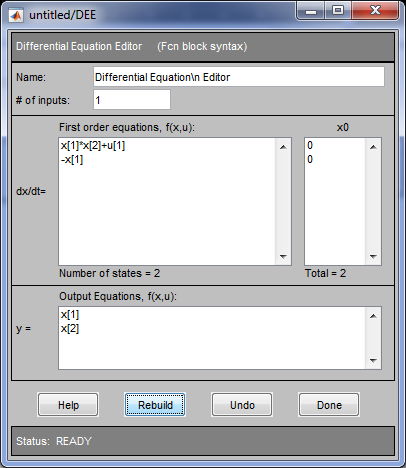 untitled/DEE
Differential Equation Editor (Fcn block syntax)
Name: Differential Equation\n Editor
# of inputs: 1
First order equations, f(x,u): x0
x[1]*x[2]+u[1] 0
-x[1] 0
dx/dt=
Number of states = 2 Total = 2
Output Equations, f(x,u):
x[1]
x[2]
y =
Help Rebuild Undo Done
Status: READY